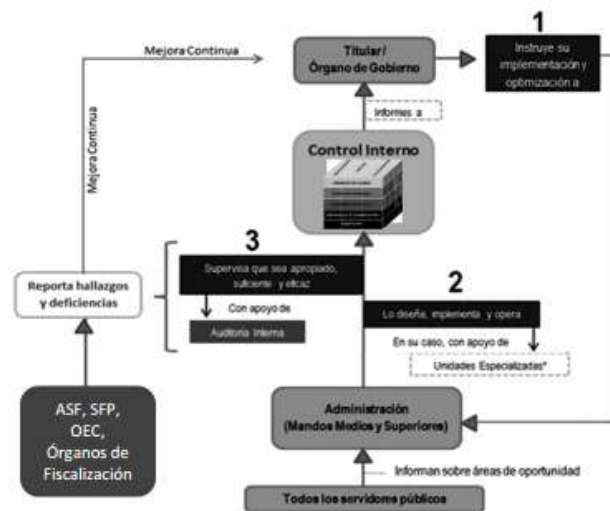 1
Mejora Continua
Titular/
Órgano de Gobierno
Instruye su
implementación y
optimización a
Informes a
Mejora Continua
Control Interno
3
Supervisa que sea apropiado,
suficiente y eficaz
Reporta hallazgos
y deficiencias
Con apoyo de
Auditoria Interna
2
Lo diseña, implementa y opera
En su caso, con apoyo de
Unidades Especializadas*
ASF, SFP,
OEC,
Órganos de
Fiscalización
Administración
(Mandos Medios y Superiores)
Informan sobre áreas de oportunidad
Todos los servidores públicos